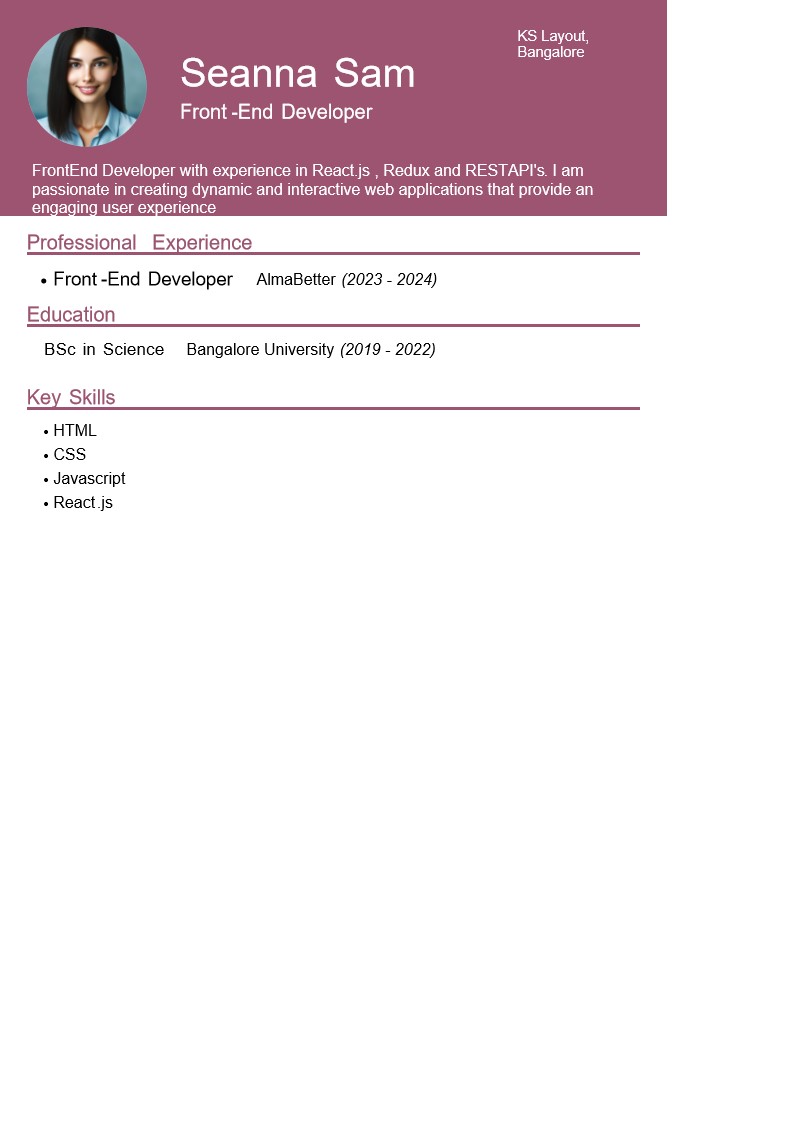 KS Layout,
Bangalore
Seanna Sam
Front-End Developer
FrontEnd Developer with experience in React.js , Redux and RESTAPI's. I am
passionate in creating dynamic and interactive web applications that provide an
engaging user experience
Professional Experience
• Front-End Developer AlmaBetter (2023 - 2024)
Education
BSc in Science Bangalore University (2019 - 2022)
Key Skills
• HTML
• CSS
• Javascript
• React.js